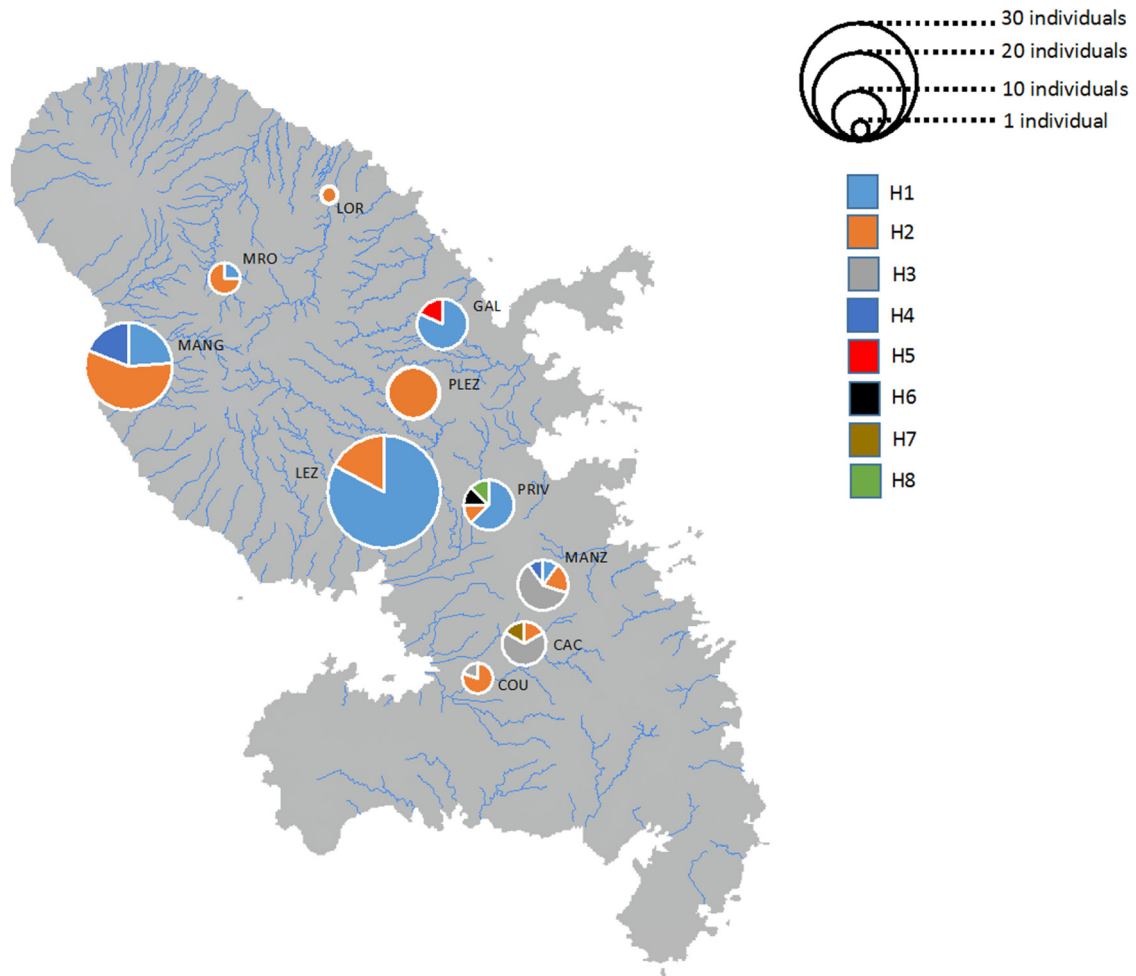 30 individuals
20 individuals
10 individuals
1 individual
H1
H2
H3
H4
H5
H6
H7
H8
LOR
MRO
GAL
MANG
PLEZ
LEZ
PRIV
MANZ
CAC
COU